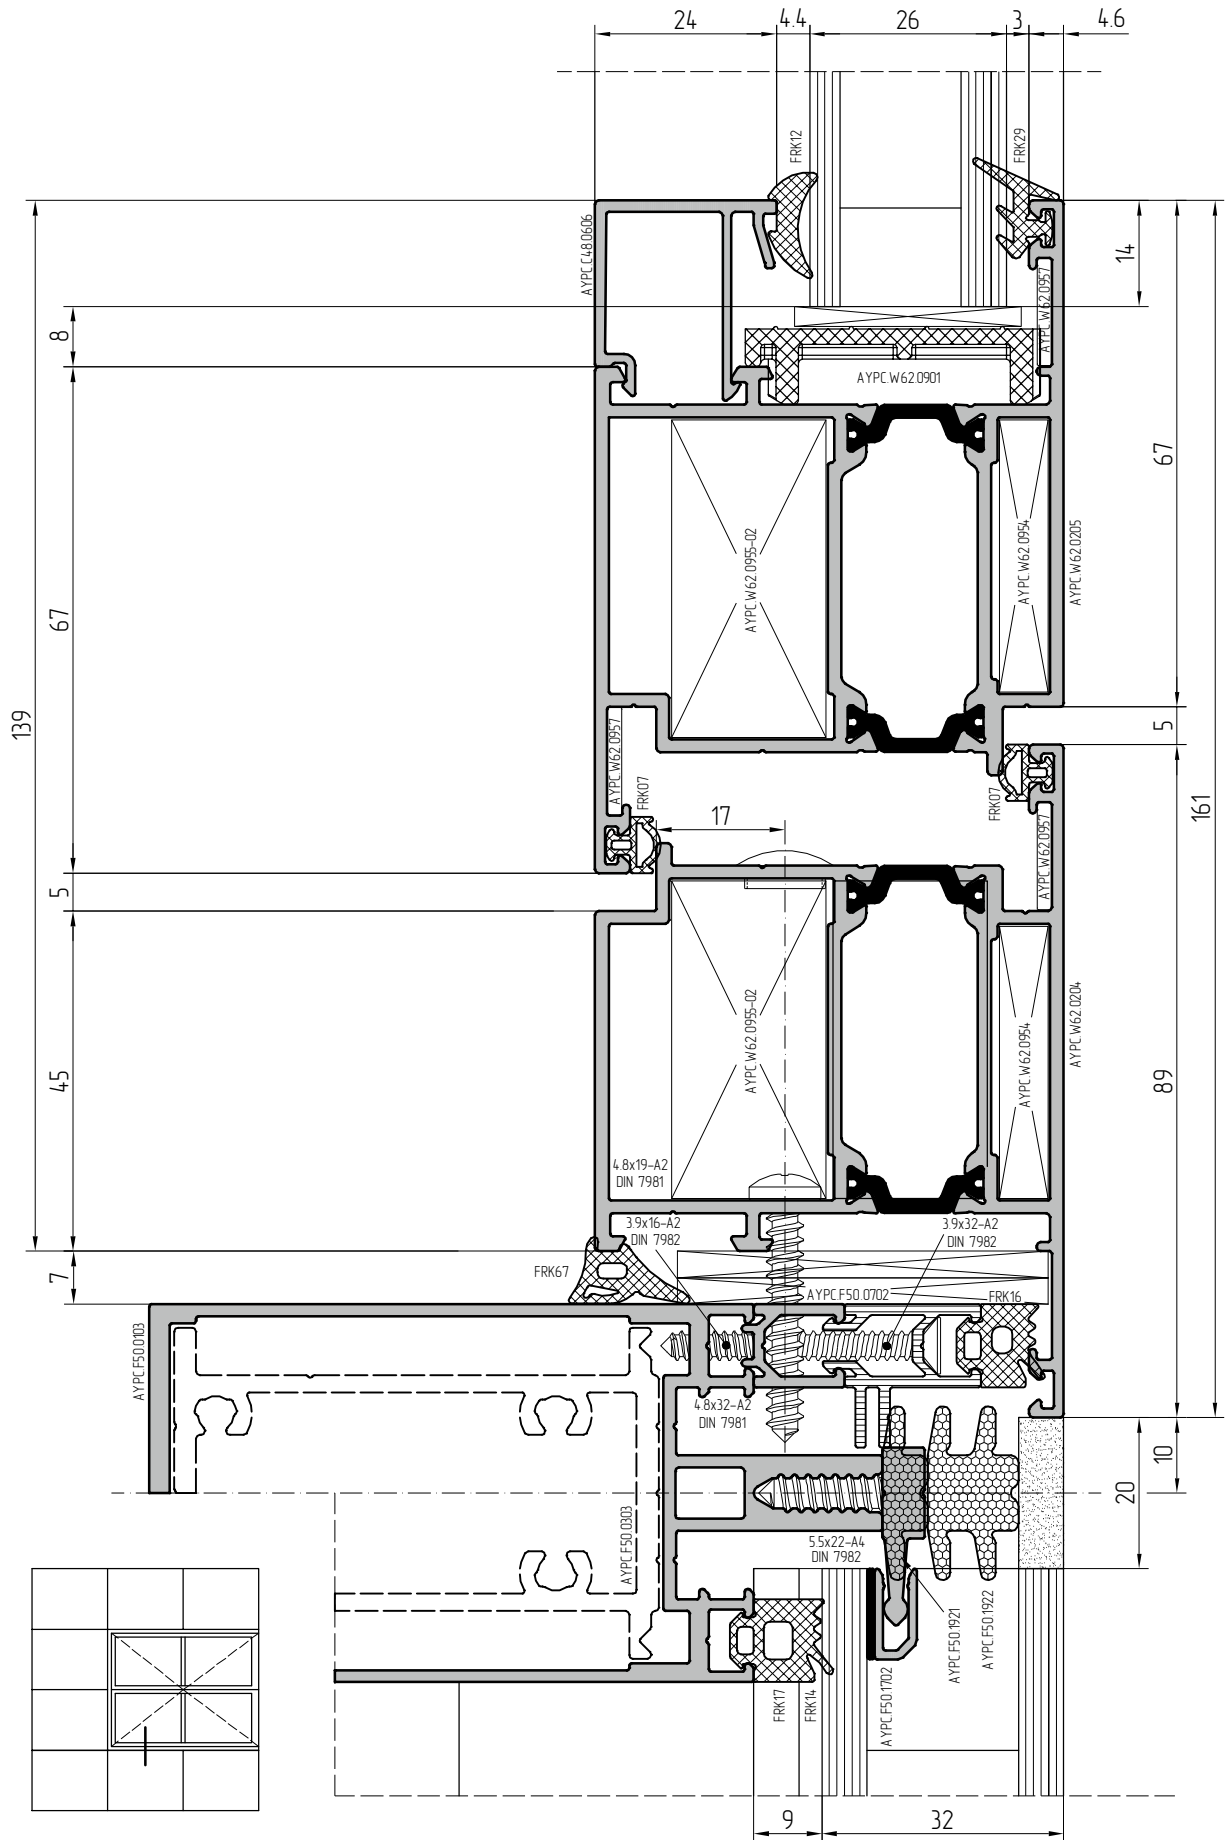 24
4.4
26
3
4.6
FRK12
FRK29
AYPC.C48.0606
14
8
AYPC.W62.0957
AYPC.W62.0901
67
67
AYPC.W62.0955-02
AYPC.W62.0954
AYPC.W62.0205
139
5
161
AYPC.W62.0957
FRK07
FRK07
17
AYPC.W62.0957
5
45
AYPC.W62.0955-02
AYPC.W62.0954
AYPC.W62.0204
89
4.8x19-A2
DIN 7981
3.9x16-A2
DIN 7982
3.9x32-A2
DIN 7982
7
FRK67
AYPC.F50.0702
FRK16
AYPC.F50.0103
4.8x32-A2
DIN 7981
10
20
AYPC.F50.0303
5.5x22-A4
DIN 7982
AYPC.F50.1921
AYPC.F50.1922
AYPC.F50.1702
FRK17
FRK14
9
32